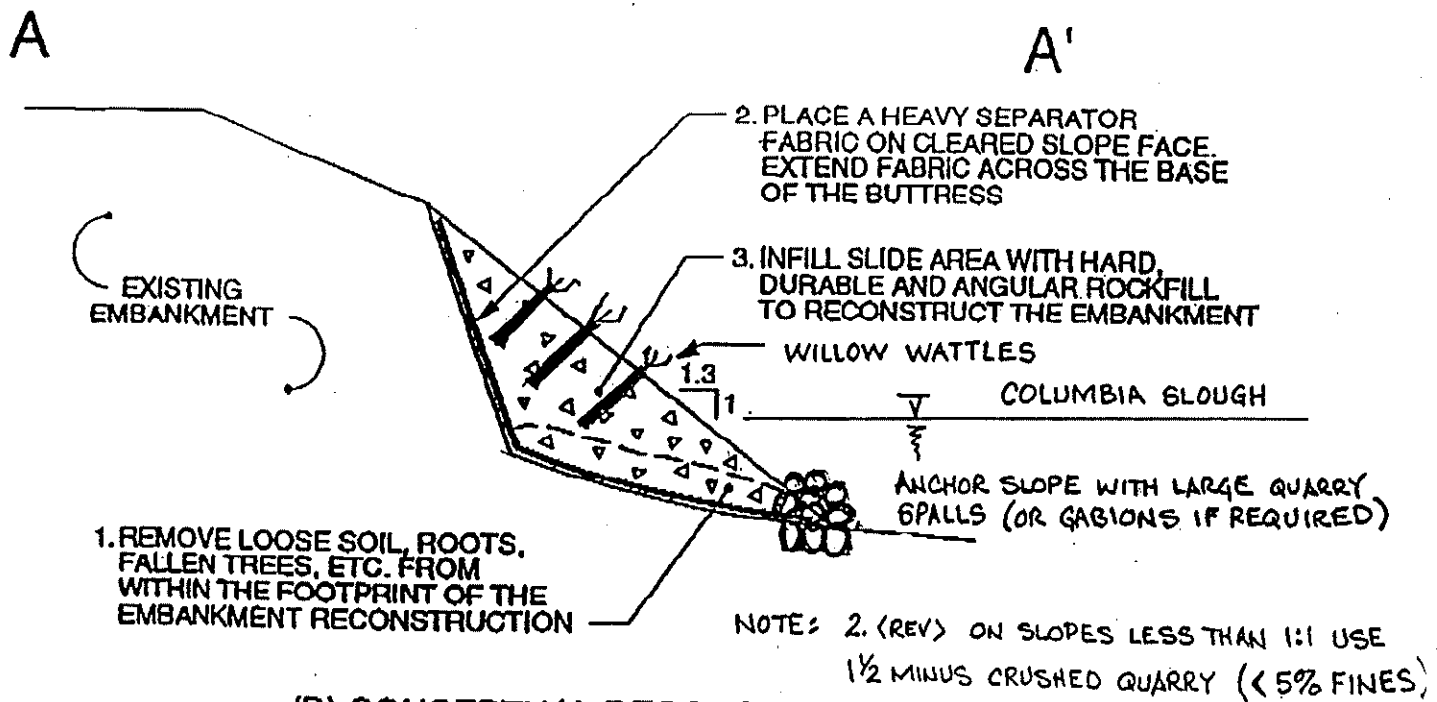 A
A'
2. PLACE A HEAVY SEPARATOR
FABRIC ON CLEARED SLOPE FACE.
EXTEND FABRIC ACROSS THE BASE
OF THE BUTTRESS
3. INFILL SLIDE AREA WITH HARD,
DURABLE AND ANGULAR ROCKFILL
TO RECONSTRUCT THE EMBANKMENT
EXISTING
EMBANKMENT
WILLOW WATTLES
1.3
1
COLUMBIA SLOUGH
ANCHOR SLOPE WITH LARGE QUARRY
SPALLS (OR GABIONS IF REQUIRED)
1. REMOVE LOOSE SOIL, ROOTS,
FALLEN TREES, ETC. FROM
WITHIN THE FOOTPRINT OF THE
EMBANKMENT RECONSTRUCTION
NOTE: 2. <REV> ON SLOPES LESS THAN 1:1 USE
1½ MINUS CRUSHED QUARRY (< 5% FINES)